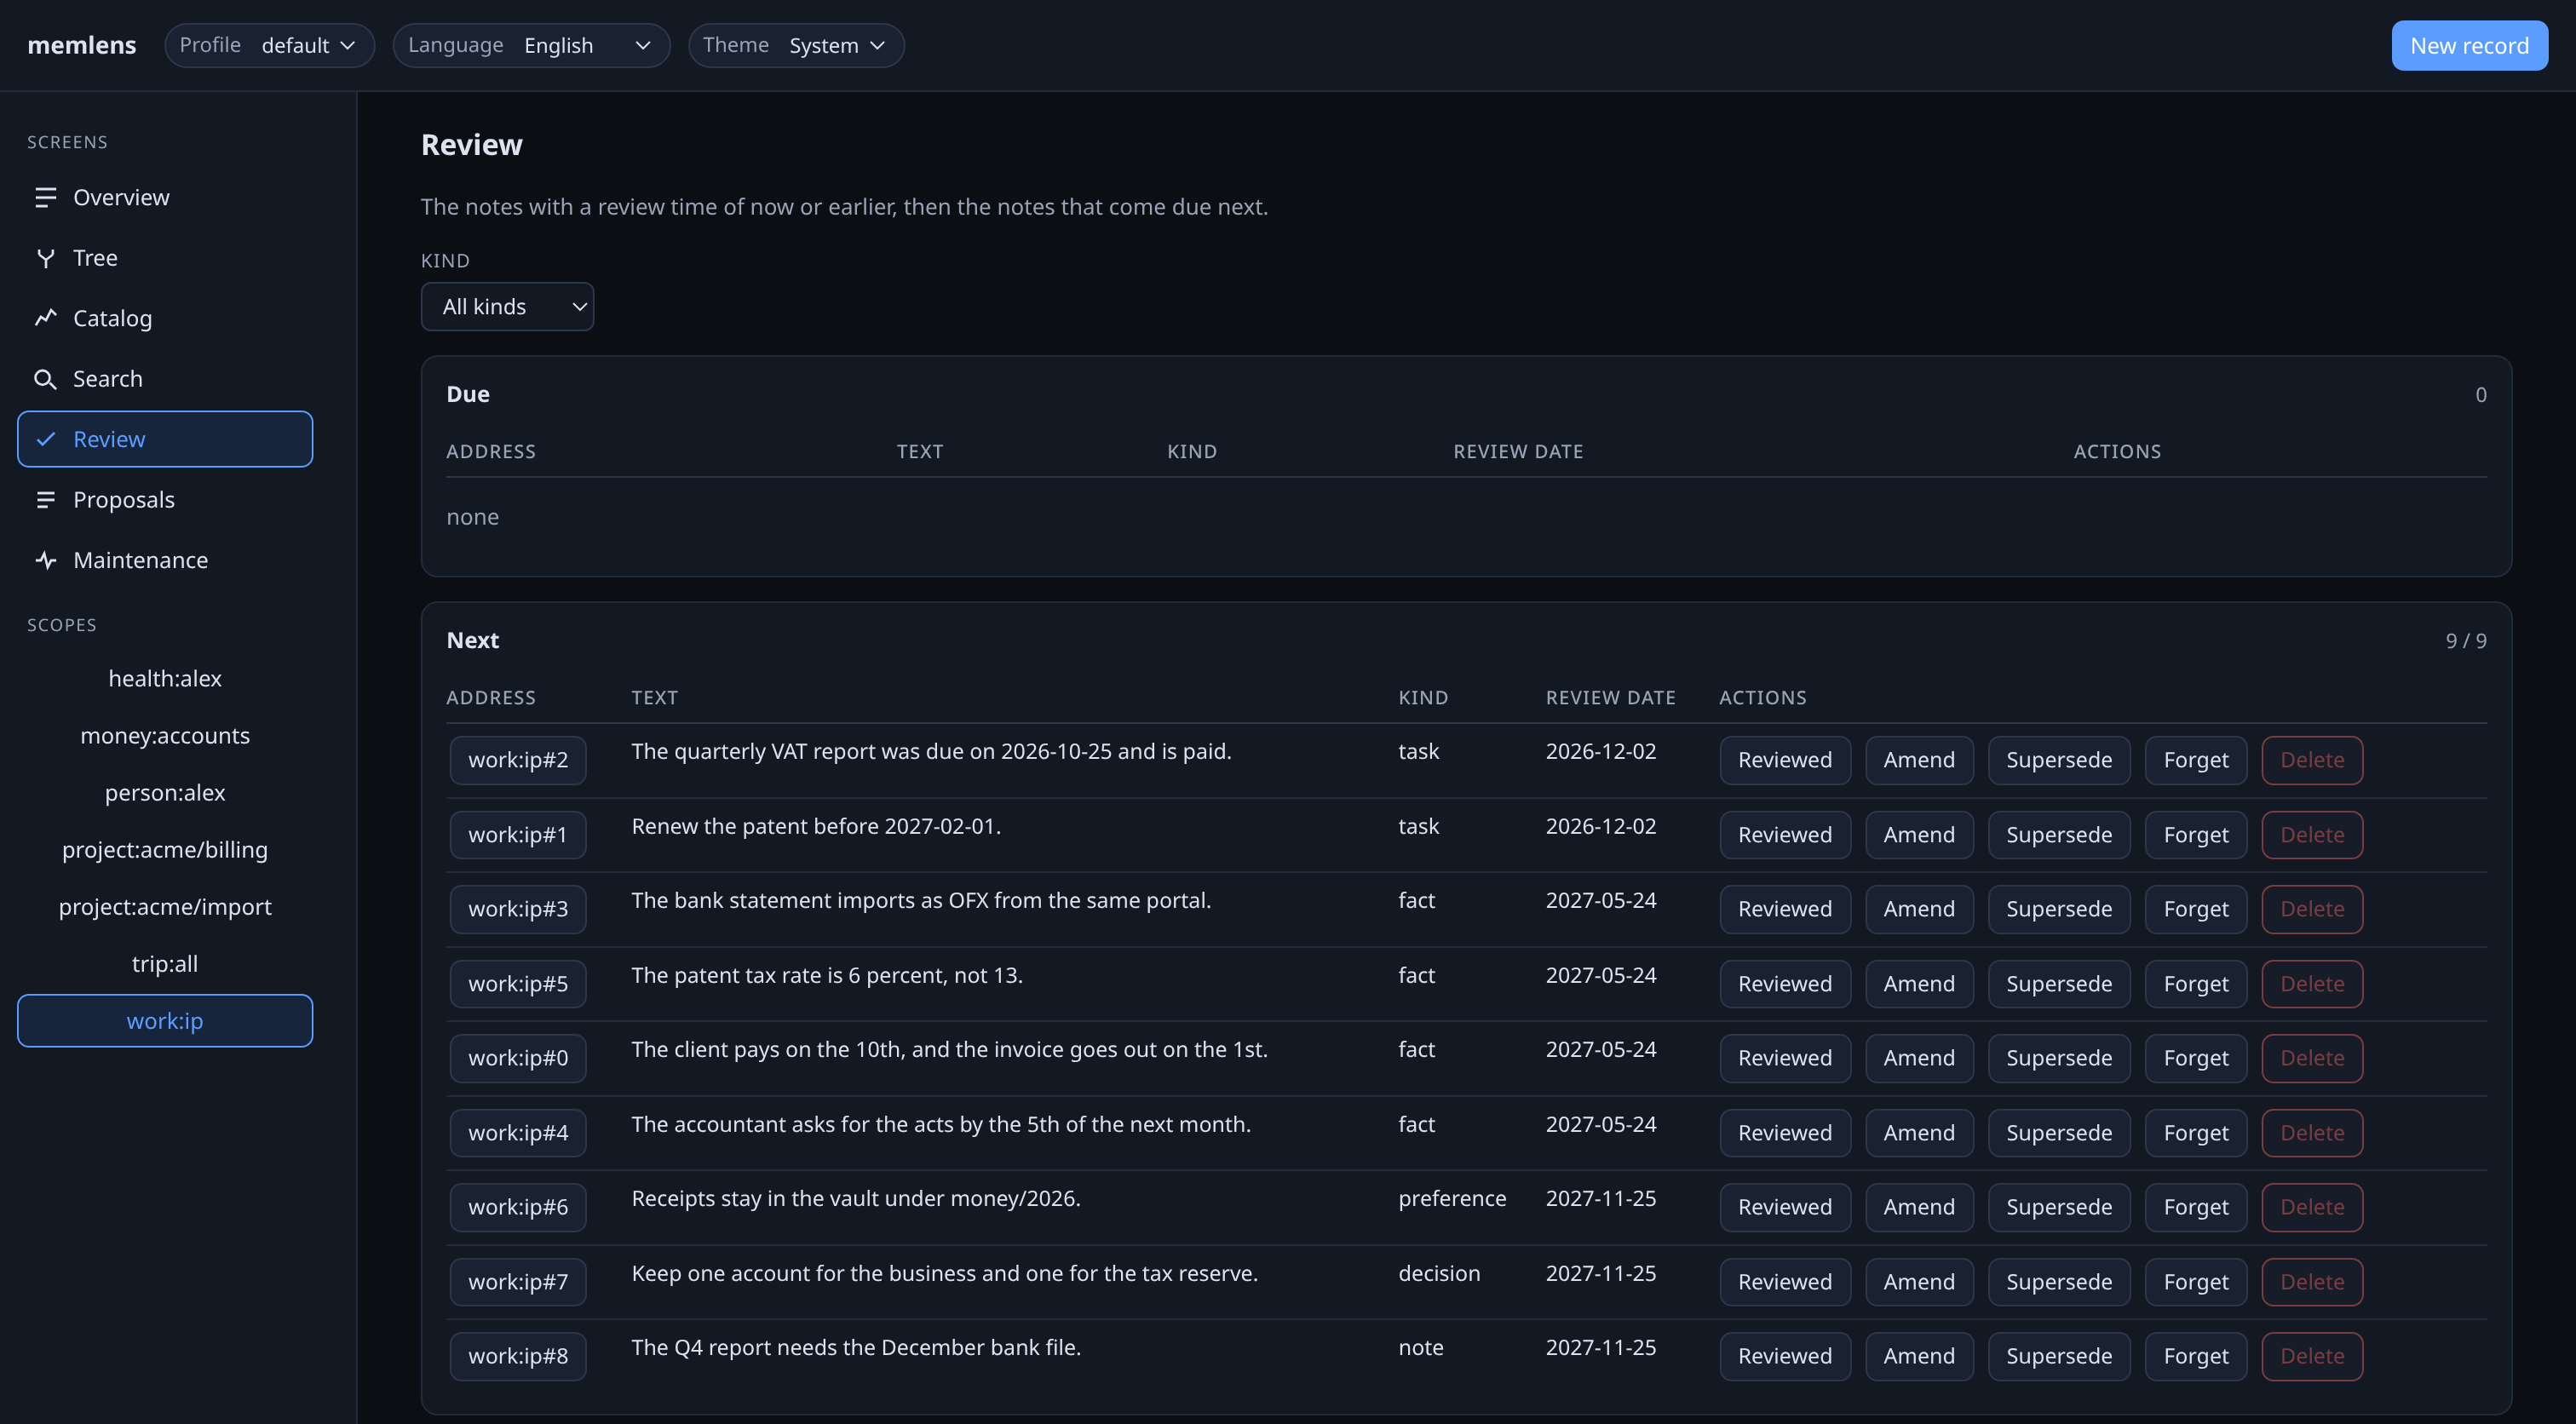 memlens Profile default Language English Theme System New record
SCREENS
Overview
Tree
Catalog
Search
Review
Proposals
Maintenance
SCOPES
health:alex
money:accounts
person:alex
project:acme/billing
project:acme/import
trip:all
work:ip
Review
The notes with a review time of now or earlier, then the notes that come due next.
KIND
All kinds
Due 0
ADDRESS TEXT KIND REVIEW DATE ACTIONS
none
Next 9 / 9
ADDRESS TEXT KIND REVIEW DATE ACTIONS
work:ip#2 The quarterly VAT report was due on 2026-10-25 and is paid. task 2026-12-02 Reviewed Amend Supersede Forget Delete
work:ip#1 Renew the patent before 2027-02-01. task 2026-12-02 Reviewed Amend Supersede Forget Delete
work:ip#3 The bank statement imports as OFX from the same portal. fact 2027-05-24 Reviewed Amend Supersede Forget Delete
work:ip#5 The patent tax rate is 6 percent, not 13. fact 2027-05-24 Reviewed Amend Supersede Forget Delete
work:ip#0 The client pays on the 10th, and the invoice goes out on the 1st. fact 2027-05-24 Reviewed Amend Supersede Forget Delete
work:ip#4 The accountant asks for the acts by the 5th of the next month. fact 2027-05-24 Reviewed Amend Supersede Forget Delete
work:ip#6 Receipts stay in the vault under money/2026. preference 2027-11-25 Reviewed Amend Supersede Forget Delete
work:ip#7 Keep one account for the business and one for the tax reserve. decision 2027-11-25 Reviewed Amend Supersede Forget Delete
work:ip#8 The Q4 report needs the December bank file. note 2027-11-25 Reviewed Amend Supersede Forget Delete